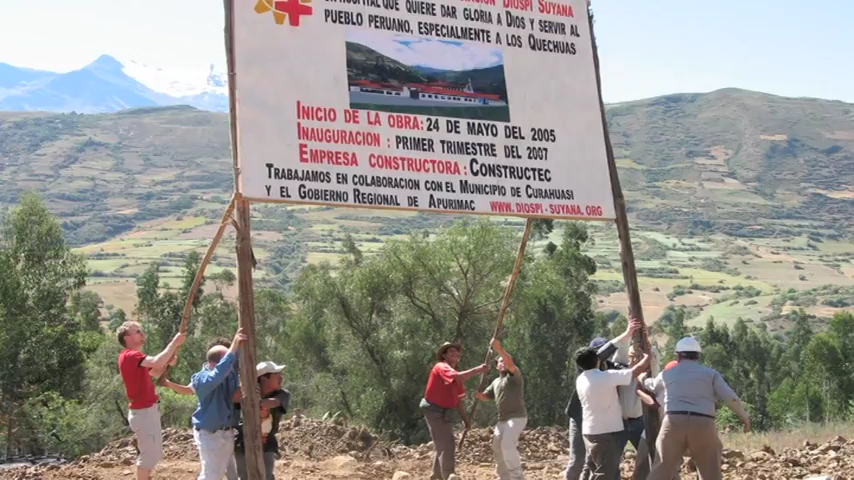 DIOSPI SUYANA
HOSPITAL QUE QUIERE DAR GLORIA A DIOS Y SERVIR AL
PUEBLO PERUANO, ESPECIALMENTE A LOS QUECHUAS
INICIO DE LA OBRA: 24 DE MAYO DEL 2005
INAUGURACION : PRIMER TRIMESTRE DEL 2007
EMPRESA CONSTRUCTORA : CONSTRUCTEC
TRABAJAMOS EN COLABORACION CON EL MUNICIPIO DE CURAHUASI
Y EL GOBIERNO REGIONAL DE APURIMAC WWW.DIOSPI-SUYANA.ORG